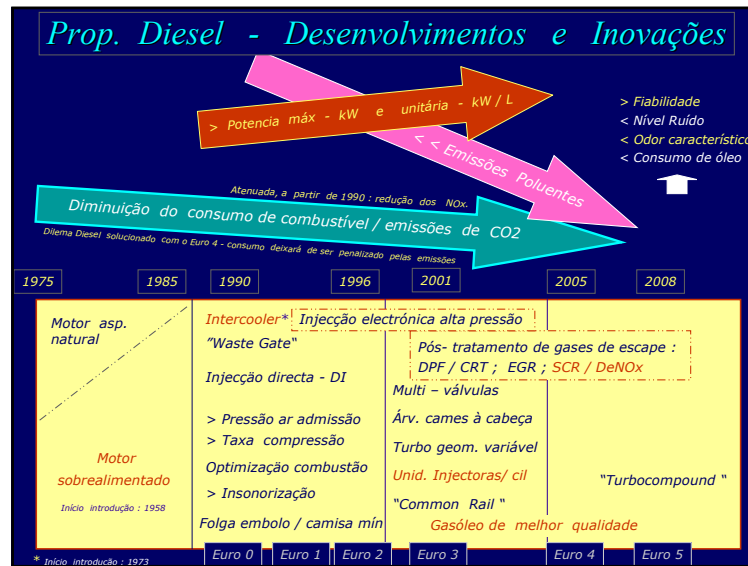 Prop. Diesel - Desenvolvimentos e Inovações
> Potencia máx - kW e unitária - kW / L
< < Emissões Poluentes
> Fiabilidade
< Nível Ruído
< Odor característico
< Consumo de óleo
Atenuada, a partir de 1990 : redução dos NOx.
Diminuição do consumo de combustível / emissões de CO2
Dilema Diesel solucionado com o Euro 4 - consumo deixará de ser penalizado pelas emissões
1975
1985
1990
1996
2001
2005
2008
Motor asp.
natural
Motor
sobrealimentado
Início introdução : 1958
Intercooler* Injecção electrónica alta pressão
"Waste Gate"
Injecção directa - DI
> Pressão ar admissão
> Taxa compressão
Optimização combustão
> Insonorização
Folga embolo / camisa mín
Pós- tratamento de gases de escape :
DPF / CRT ; EGR ; SCR / DeNOx
Multi – válvulas
Árv. cames à cabeça
Turbo geom. variável
Unid. Injectoras/ cil
"Common Rail "
Gasóleo de melhor qualidade
"Turbocompound "
* Início introdução : 1973
Euro 0
Euro 1
Euro 2
Euro 3
Euro 4
Euro 5